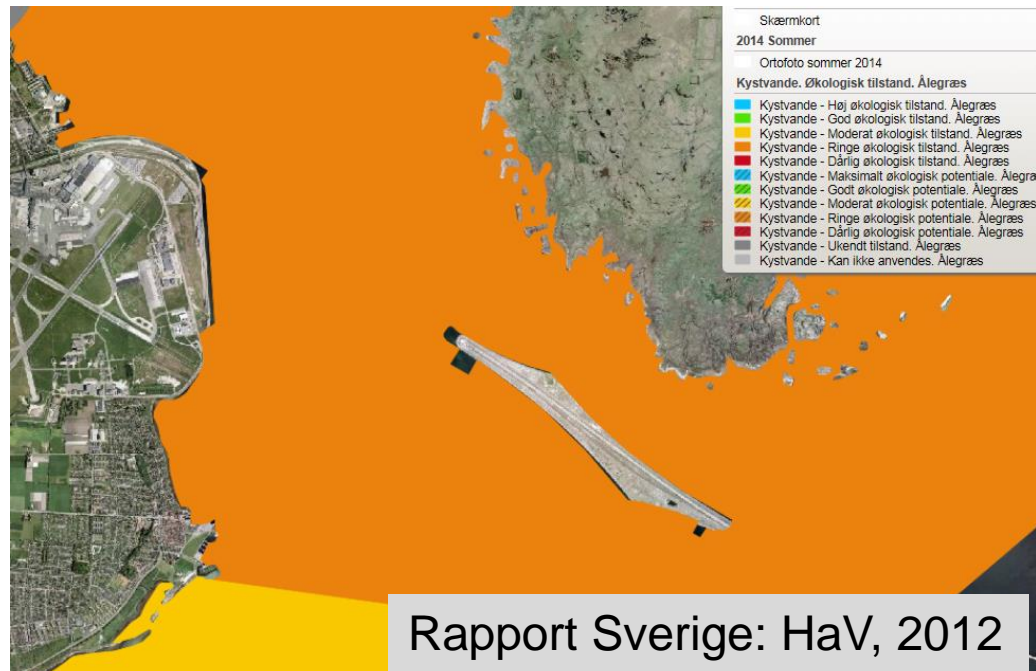 Skærmkort
2014 Sommer
Ortofoto sommer 2014
Kystvande. Økologisk tilstand. Ålegræs
Kystvande - Høj økologisk tilstand. Ålegræs
Kystvande - God økologisk tilstand. Ålegræs
Kystvande - Moderat økologisk tilstand. Ålegræs
Kystvande - Ringe økologisk tilstand. Ålegræs
Kystvande - Dårlig økologisk tilstand. Ålegræs
Kystvande - Maksimalt økologisk potentiale. Ålegræ
Kystvande - Godt økologisk potentiale. Ålegræs
Kystvande - Moderat økologisk potentiale. Ålegræs
Kystvande - Ringe økologisk potentiale. Ålegræs
Kystvande - Dårlig økologisk potentiale. Ålegræs
Kystvande - Ukendt tilstand. Ålegræs
Kystvande - Kan ikke anvendes. Ålegræs
Rapport Sverige: HaV, 2012